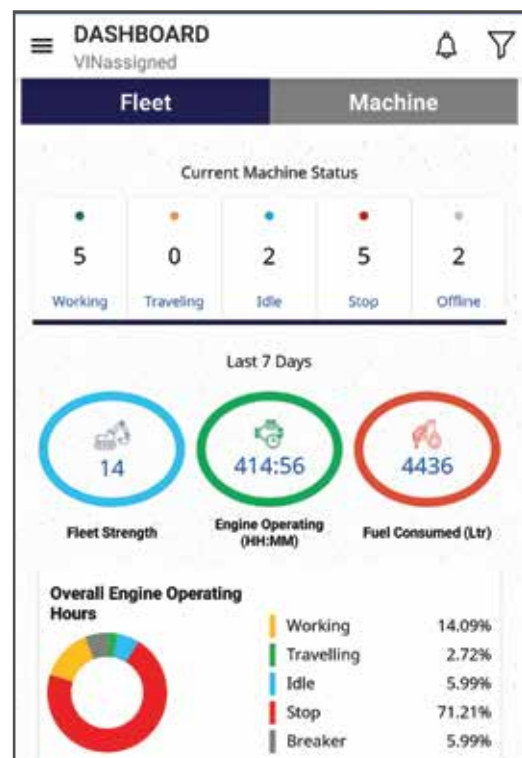 DASHBOARD
VINassigned
Fleet Machine
Current Machine Status
5 0 2 5 2
Working Traveling Idle Stop Offline
Last 7 Days
14 414:56 4436
Fleet Strength Engine Operating (HH:MM) Fuel Consumed (Ltr)
Overall Engine Operating
Hours
Working 14.09%
Travelling 2.72%
Idle 5.99%
Stop 71.21%
Breaker 5.99%